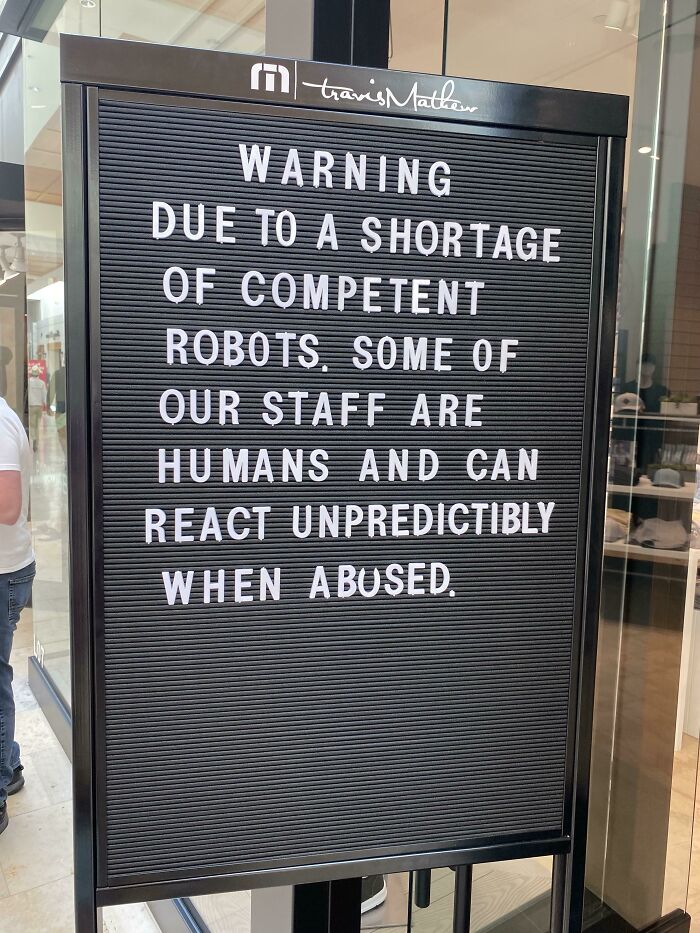 travisMathew
WARNING
DUE TO A SHORTAGE
OF COMPETENT
ROBOTS. SOME OF
OUR STAFF ARE
HUMANS AND CAN
REACT UNPREDICTIBLY
WHEN ABUSED.